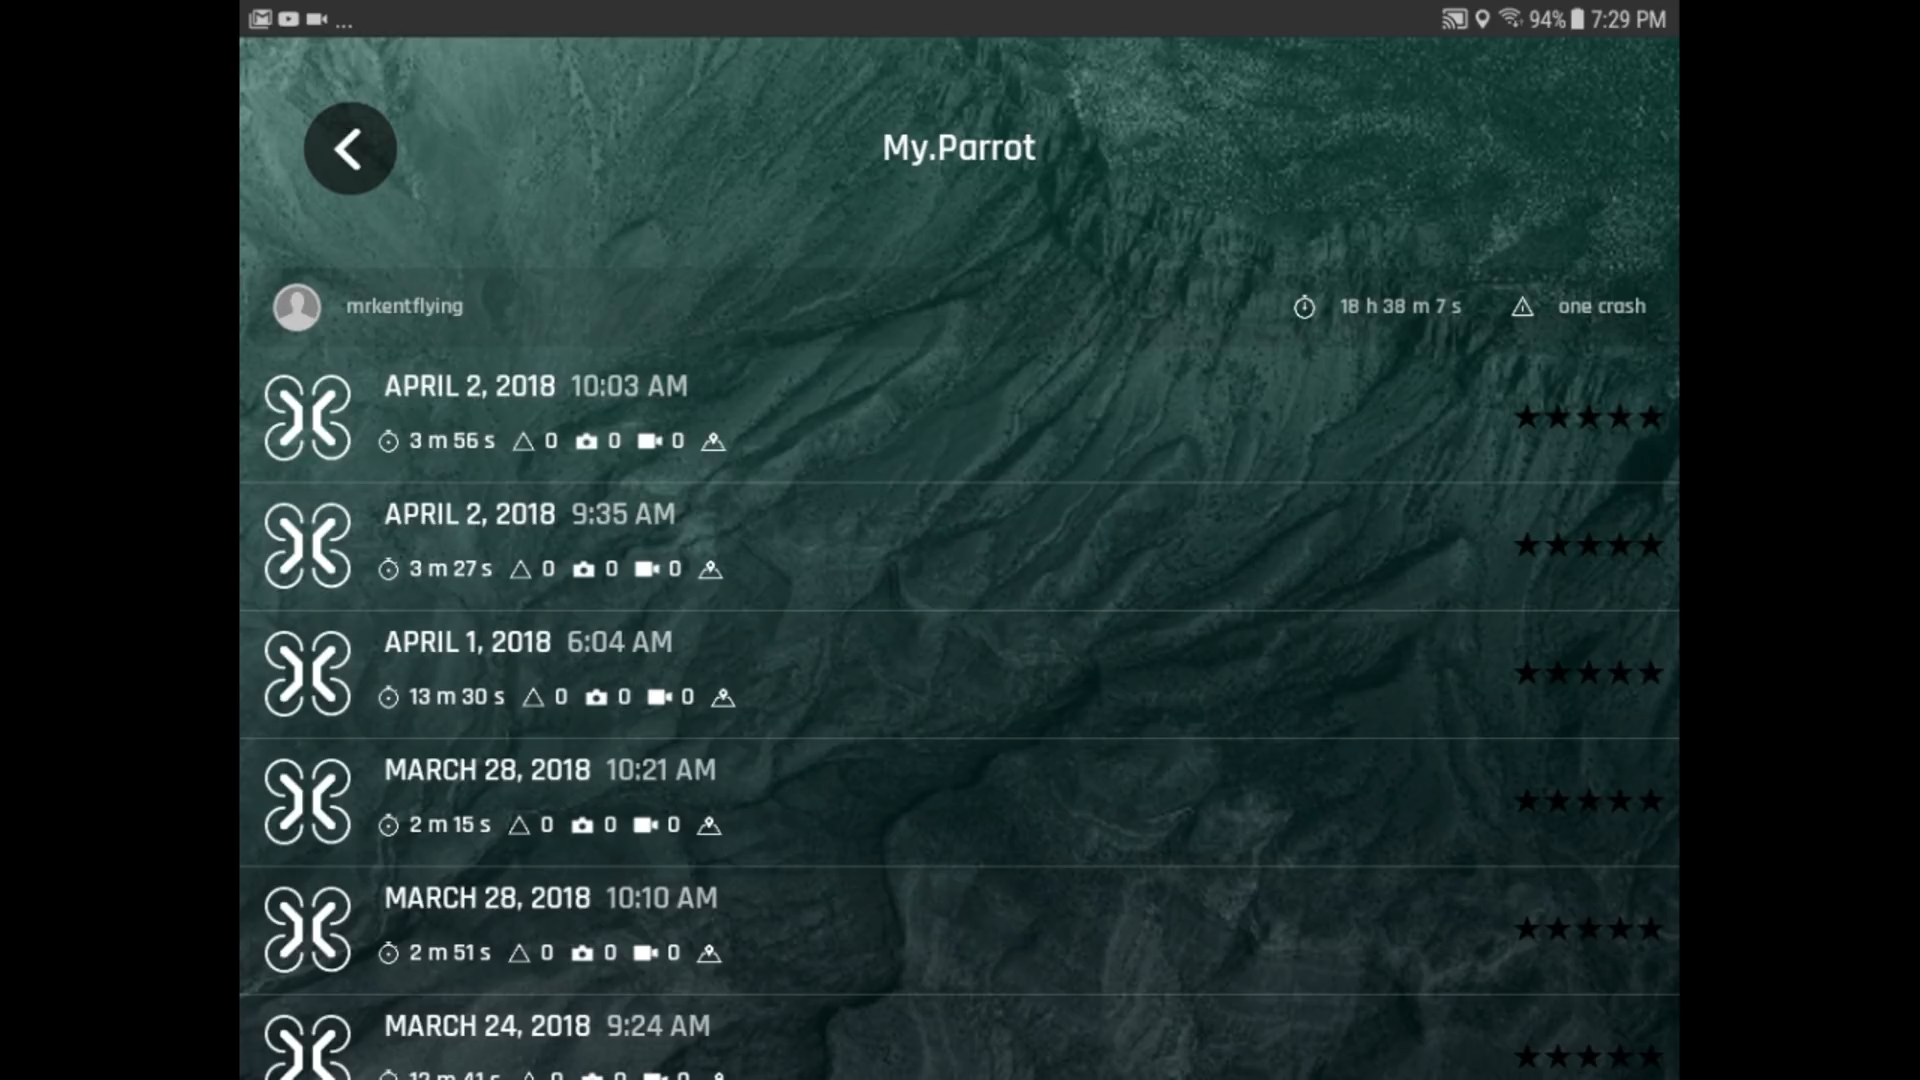 ... 94% 7:29 PM
My.Parrot
mrkentflying 18 h 38 m 7 s one crash
APRIL 2, 2018 10:03 AM
3 m 56 s 0 0 0
APRIL 2, 2018 9:35 AM
3 m 27 s 0 0 0
APRIL 1, 2018 6:04 AM
13 m 30 s 0 0 0
MARCH 28, 2018 10:21 AM
2 m 15 s 0 0 0
MARCH 28, 2018 10:10 AM
2 m 51 s 0 0 0
MARCH 24, 2018 9:24 AM